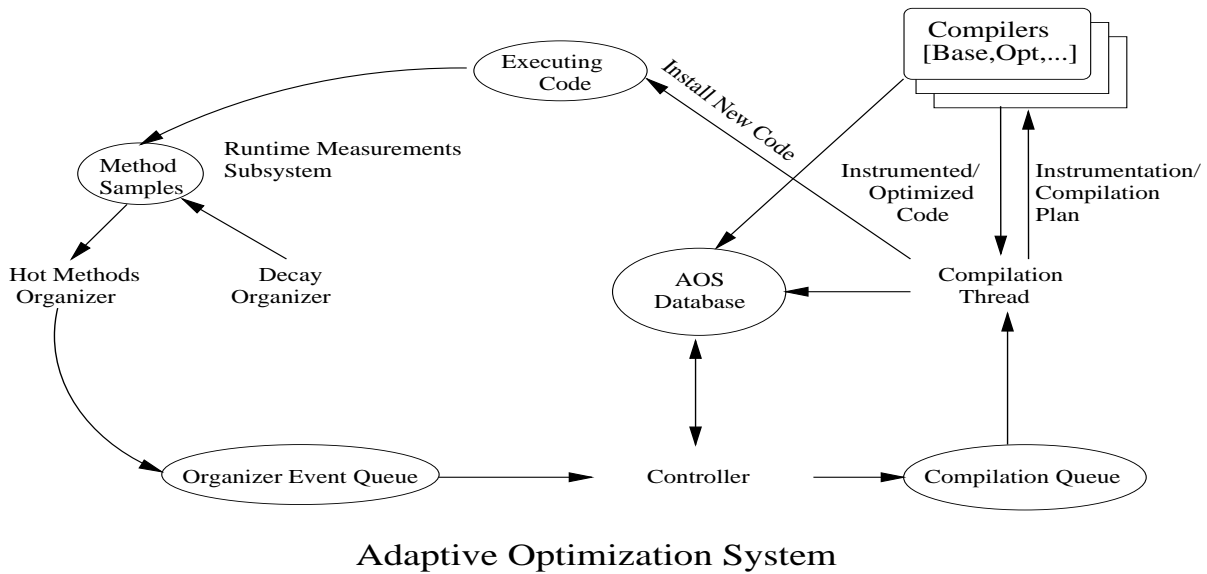 Compilers
[Base,Opt,...]
Executing
Code
Install New Code
Runtime Measurements
Subsystem
Method
Samples
Instrumented/
Optimized
Code
Instrumentation/
Compilation
Plan
Hot Methods
Organizer
Decay
Organizer
AOS
Database
Compilation
Thread
Organizer Event Queue
Controller
Compilation Queue
Adaptive Optimization System